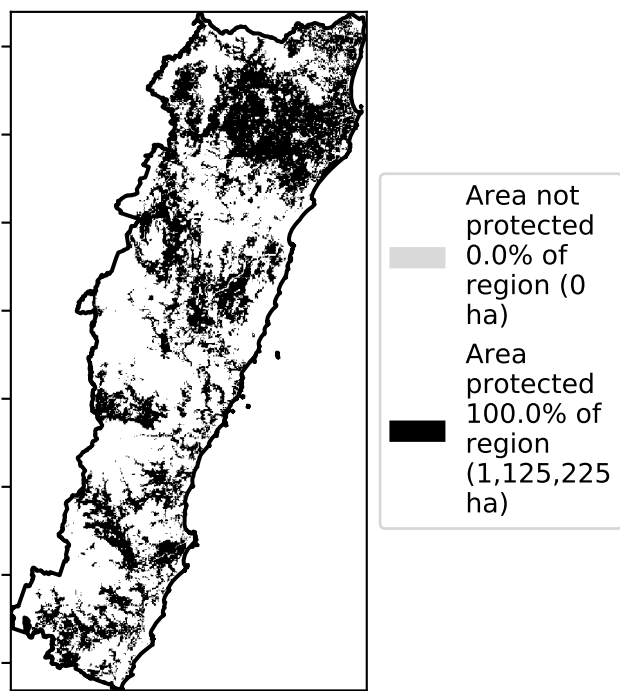 Area not
protected
0.0% of
region (0
ha)
Area
protected
100.0% of
region
(1,125,225
ha)